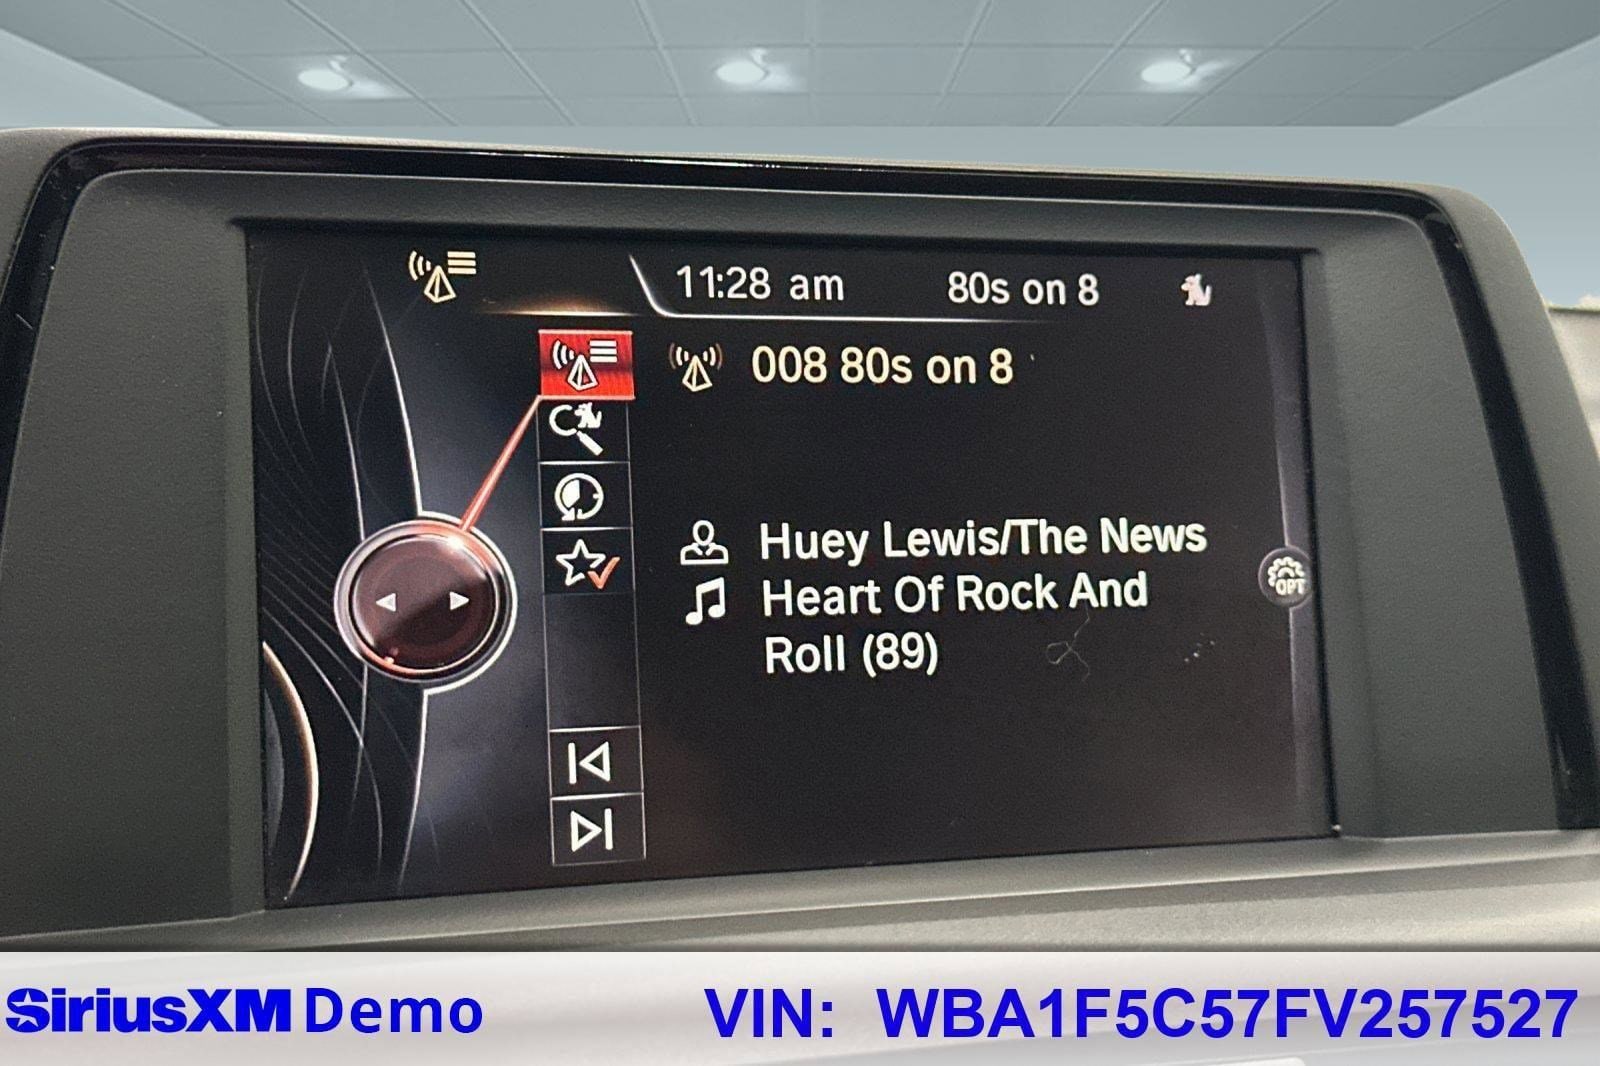 11:28 am 80s on 8
008 80s on 8
Huey Lewis/The News
Heart Of Rock And
Roll (89)
OPT
SiriusXM Demo VIN: WBA1F5C57FV257527